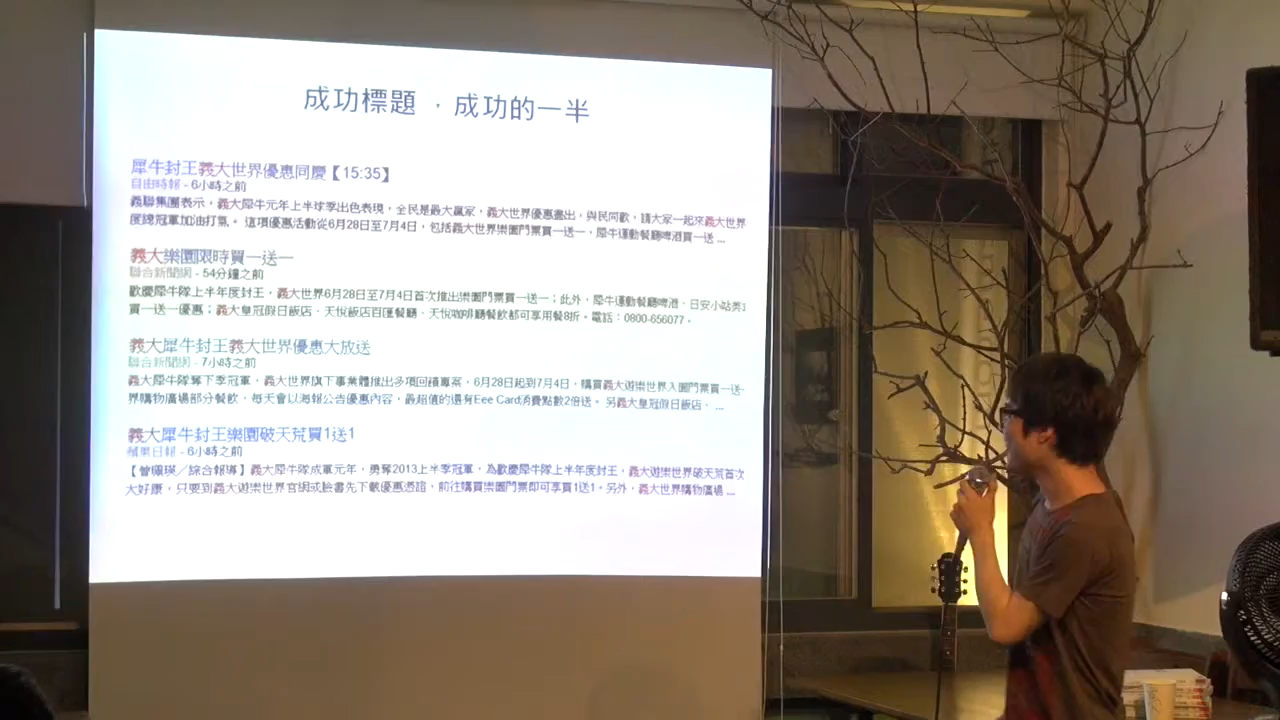 成功標題 ，成功的一半
犀牛封王義大世界優惠同慶【15:35】
自由時報 - 6小時之前
義聯集團表示，義大犀牛元年上半球季出色表現，全民是最大贏家，義大世界優惠盡出，與民同歡，請大家一起來義大世界
度總冠軍加油打氣。 這項優惠活動從6月28日至7月4日，包括義大世界樂園門票買一送一，犀牛運動餐廳啤酒買一送 ...
義大樂園限時買一送一
聯合新聞網 - 54分鐘之前
歡慶犀牛隊上半年度封王，義大世界6月28日至7月4日首次推出樂園門票買一送一；此外，犀牛運動餐廳啤酒、日安小站
買一送一優惠；義大皇冠假日飯店、天悅飯店百匯餐廳、天悅咖啡廳餐飲都可享用餐8折。電話：0800-656077。
義大犀牛封王義大世界優惠大放送
聯合新聞網 - 7小時之前
義大犀牛隊奪下季冠軍，義大世界旗下事業體推出多項回饋專案，6月28日起到7月4日，購買義大遊樂世界入園門票買一送一
界購物廣場部分餐飲，每天會以海報公告優惠內容，最超值的還有Eee Card消費點數2倍送。 另義大皇冠假日飯店、 ...
義大犀牛封王樂園破天荒買1送1
蘋果日報 - 6小時之前
／綜合報導】義大犀牛隊成軍元年，勇奪2013上半季冠軍，為歡慶犀牛隊上半年度封王，義大遊樂世界破天荒首次
大好康，只要到義大遊樂世界官網或臉書先下載優惠憑證，前往購買樂園門票即可享買1送1。另外，義大世界購物廣場 ...